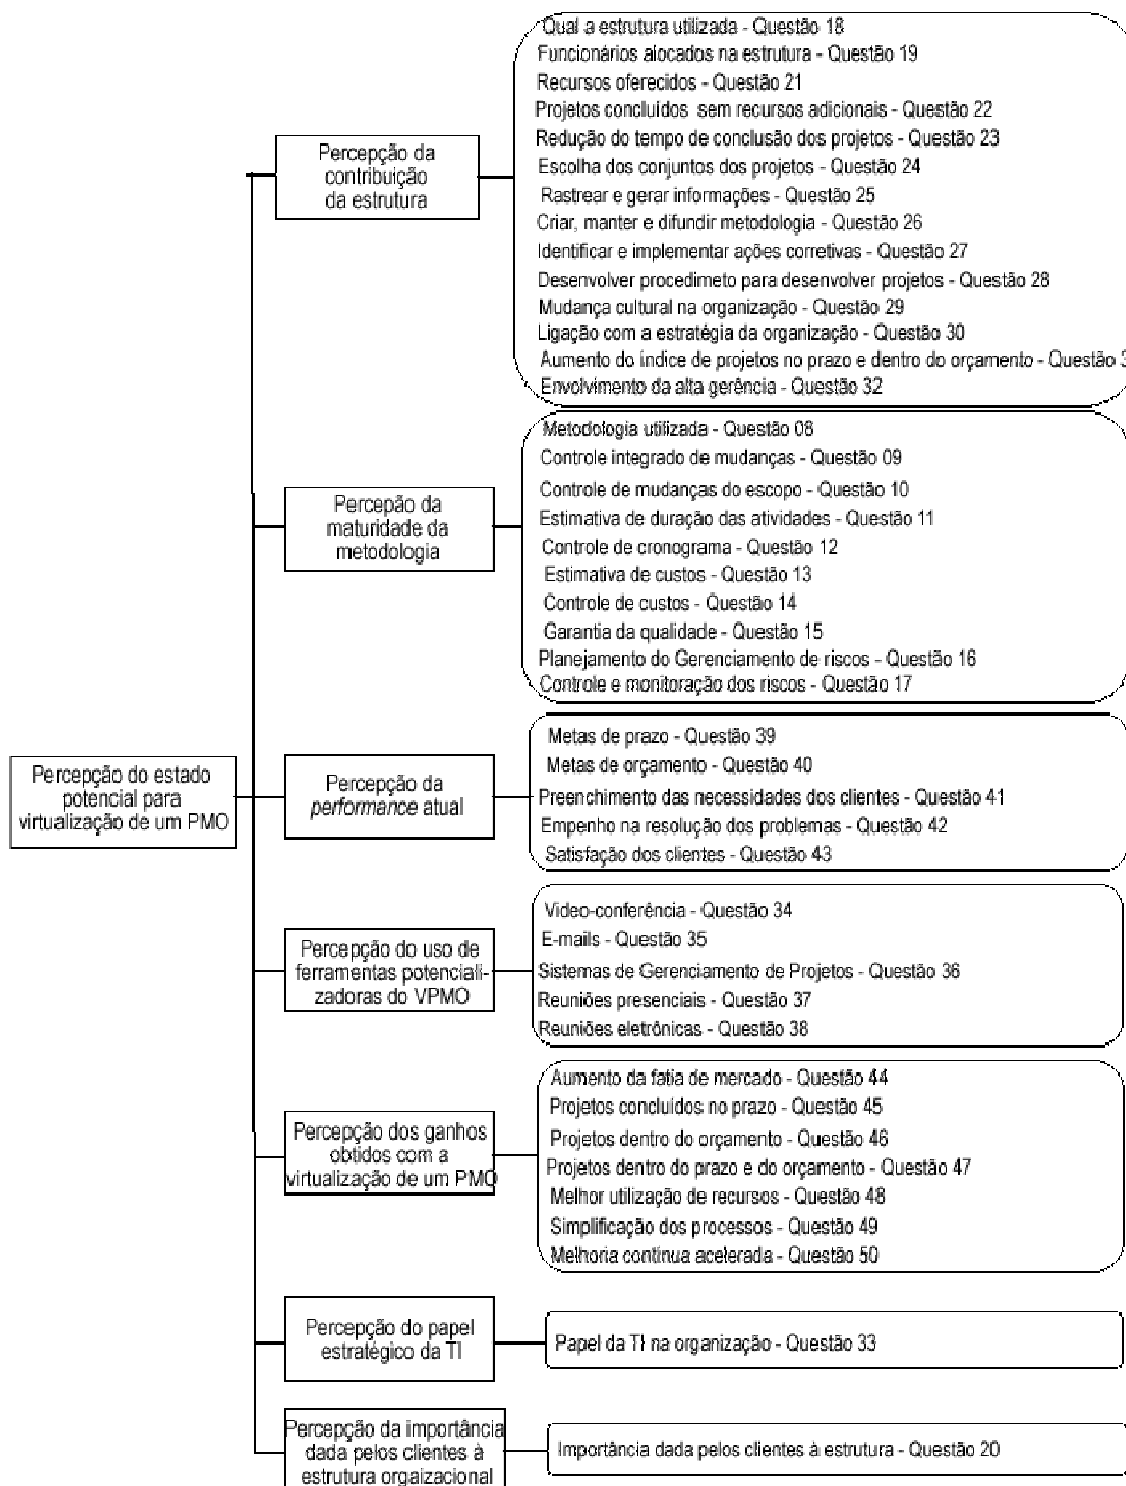 Percepção do estado
potencial para
virtualização de um PMO
Percepção da
contribuição
da estrutura
Qual a estrutura utilizada - Questão 18
Funcionários alocados na estrutura - Questão 19
Recursos oferecidos - Questão 21
Projetos concluídos sem recursos adicionais - Questão 22
Redução do tempo de conclusão dos projetos - Questão 23
Escolha dos conjuntos dos projetos - Questão 24
Rastrear e gerar informações - Questão 25
Criar, manter e difundir metodologia - Questão 26
Identificar e implementar ações corretivas - Questão 27
Desenvolver procedimeto para desenvolver projetos - Questão 28
Mudança cultural na organização - Questão 29
Ligação com a estratégia da organização - Questão 30
Aumento do índice de projetos no prazo e dentro do orçamento - Questão
Envolvimento da alta gerência - Questão 32
Percepão da
maturidade da
metodologia
Metodologia utilizada - Questão 08
Controle integrado de mudanças - Questão 09
Controle de mudanças do escopo - Questão 10
Estimativa de duração das atividades - Questão 11
Controle de cronograma - Questão 12
Estimativa de custos - Questão 13
Controle de custos - Questão 14
Garantia da qualidade - Questão 15
Planejamento do Gerenciamento de riscos - Questão 16
Controle e monitoração dos riscos - Questão 17
Percepção da
performance atual
Metas de prazo - Questão 39
Metas de orçamento - Questão 40
Preenchimento das necessidades dos clientes - Questão 41
Empenho na resolução dos problemas - Questão 42
Satisfação dos clientes - Questão 43
Percepção do uso de
ferramentas potenciali-
zadoras do VPMO
Video-conferência - Questão 34
E-mails - Questão 35
Sistemas de Gerenciamento de Projetos - Questão 36
Reuniões presenciais - Questão 37
Reuniões eletrônicas - Questão 38
Percepção dos ganhos
obtidos com a
virtualização de um PMO
Aumento da fatia de mercado - Questão 44
Projetos concluídos no prazo - Questão 45
Projetos dentro do orçamento - Questão 46
Projetos dentro do prazo e do orçamento - Questão 47
Melhor utilização de recursos - Questão 48
Simplificação dos processos - Questão 49
Melhoria contínua acelerada - Questão 50
Percepção do papel
estratégico da TI
Papel da TI na organização - Questão 33
Percepção da importância
dada pelos clientes à
estrutura orgaizacional
Importância dada pelos clientes à estrutura - Questão 20